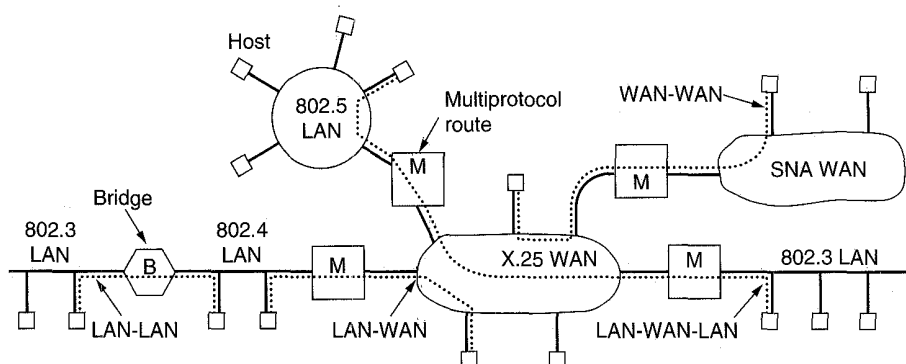 Host
802.5
LAN
Multiprotocol
route
M
WAN-WAN
M
SNA WAN
Bridge
802.3
LAN
B
802.4
LAN
M
X.25 WAN
M
802.3 LAN
LAN-LAN
LAN-WAN
LAN-WAN-LAN